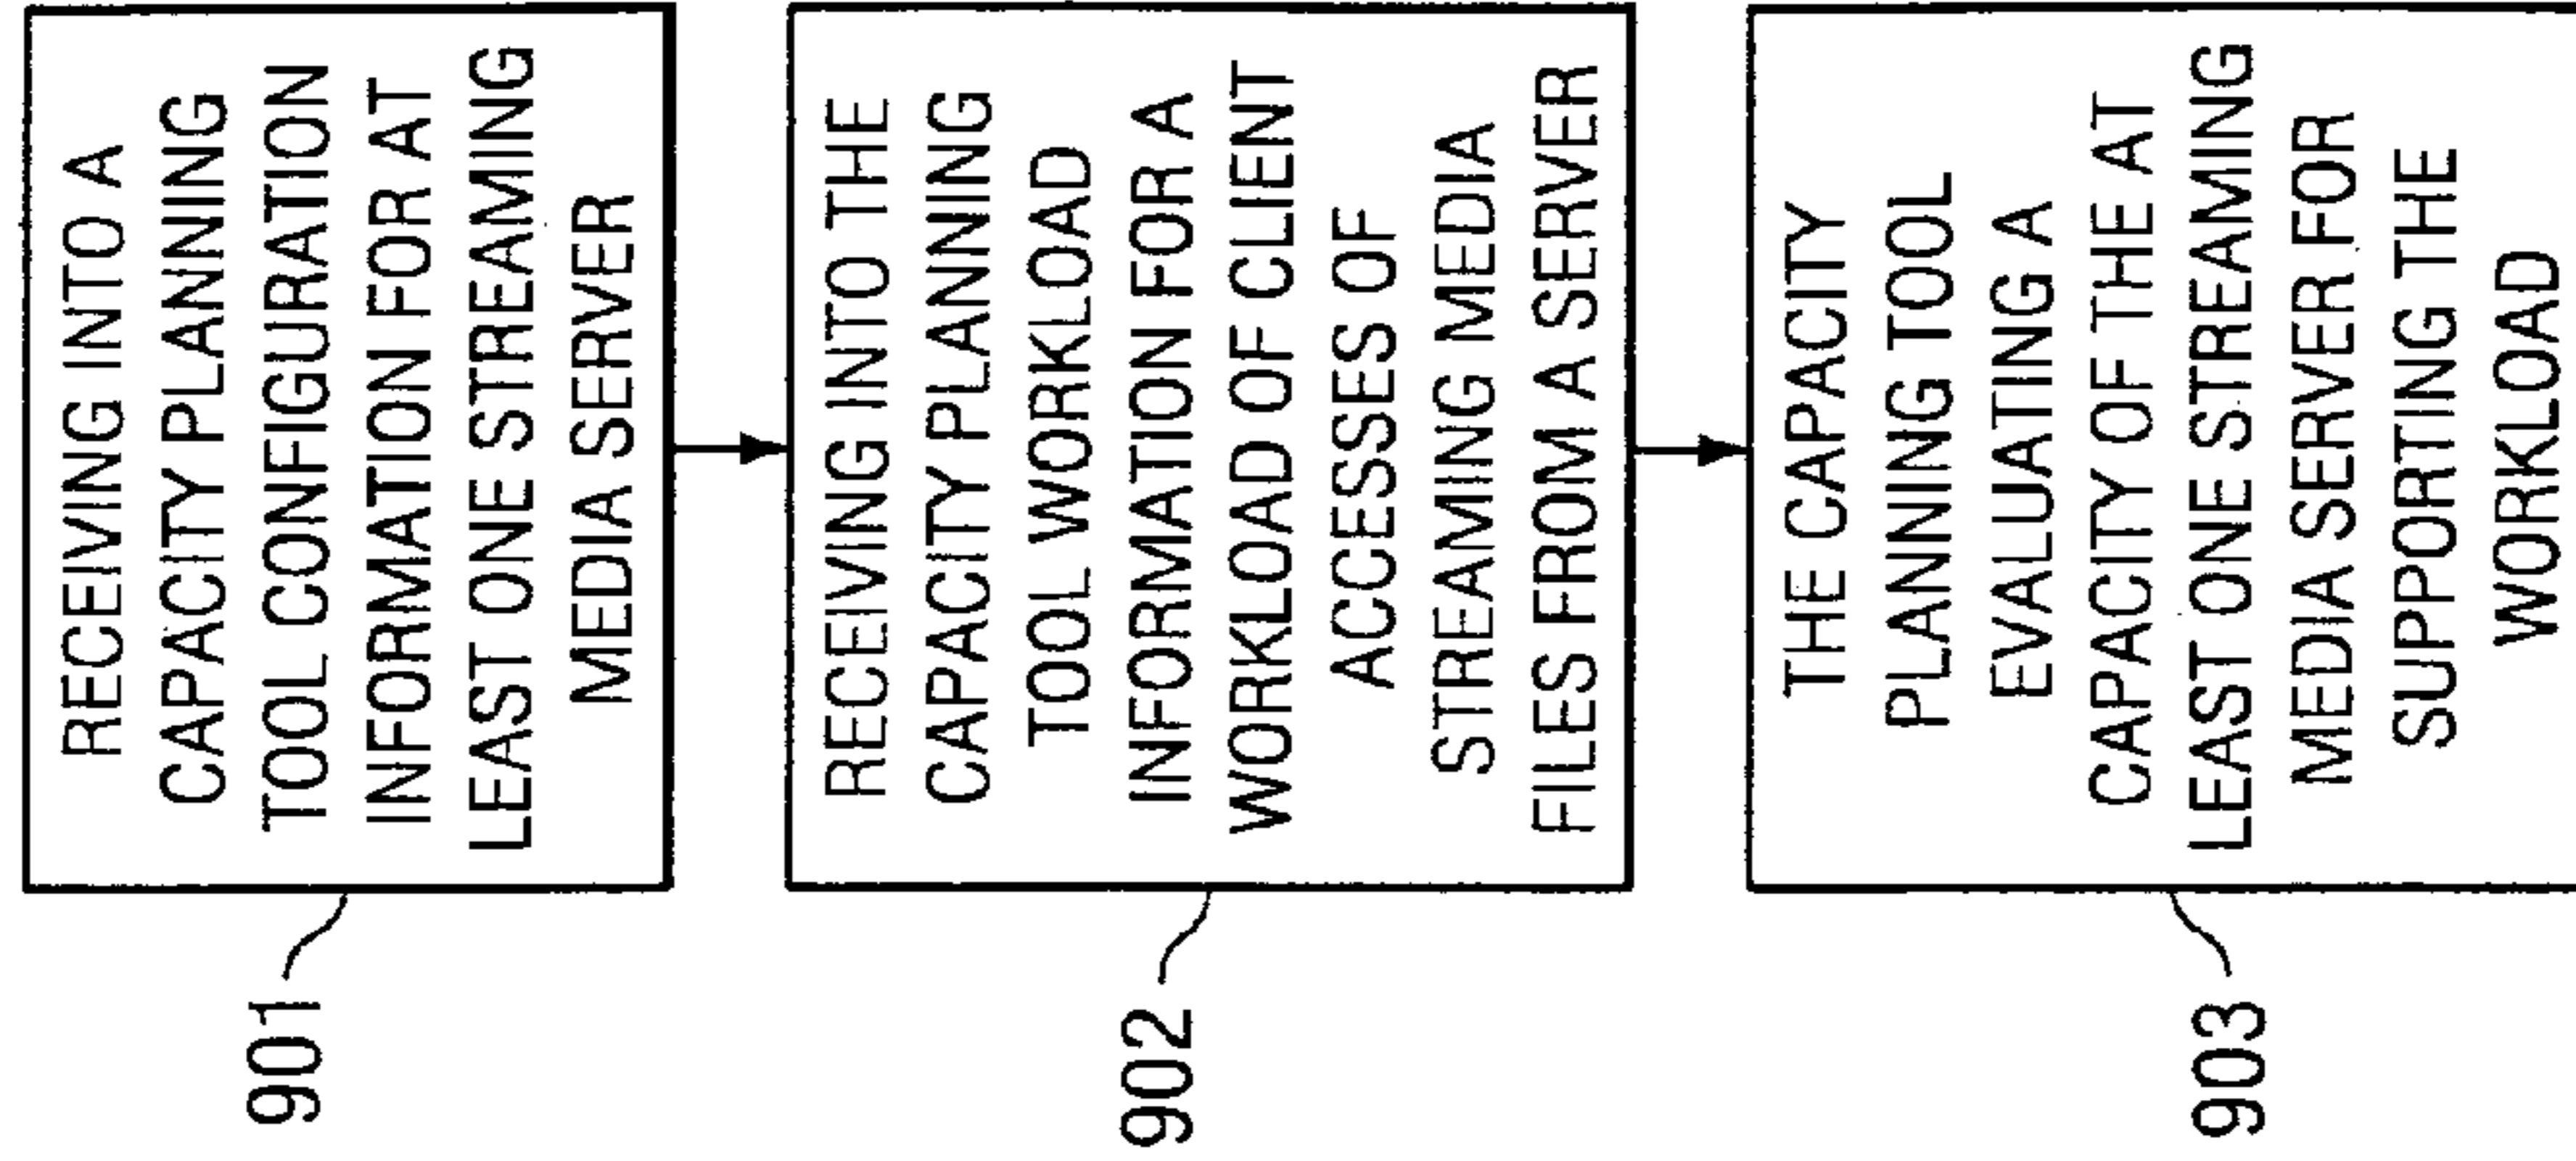 RECEIVING INTO A
CAPACITY PLANNING
TOOL CONFIGURATION
INFORMATION FOR AT
LEAST ONE STREAMING
MEDIA SERVER
901
RECEIVING INTO THE
CAPACITY PLANNING
TOOL WORKLOAD
INFORMATION FOR A
WORKLOAD OF CLIENT
ACCESSES OF
STREAMING MEDIA
FILES FROM A SERVER
902
THE CAPACITY
PLANNING TOOL
EVALUATING A
CAPACITY OF THE AT
LEAST ONE STREAMING
MEDIA SERVER FOR
SUPPORTING THE
WORKLOAD
903